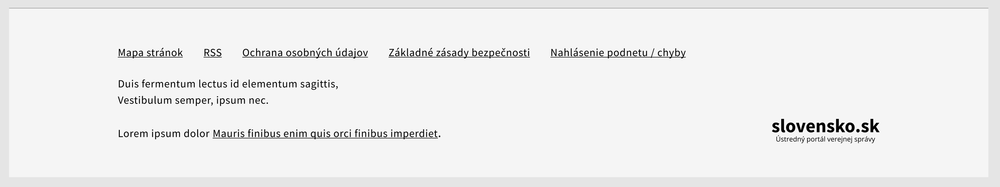 Mapa stránok RSS Ochrana osobných údajov Základné zásady bezpečnosti Nahlásenie podnetu / chyby
Duis fermentum lectus id elementum sagittis,
Vestibulum semper, ipsum nec.
Lorem ipsum dolor Mauris finibus enim quis orci finibus imperdiet.
slovensko.sk
Ústredný portál verejnej správy